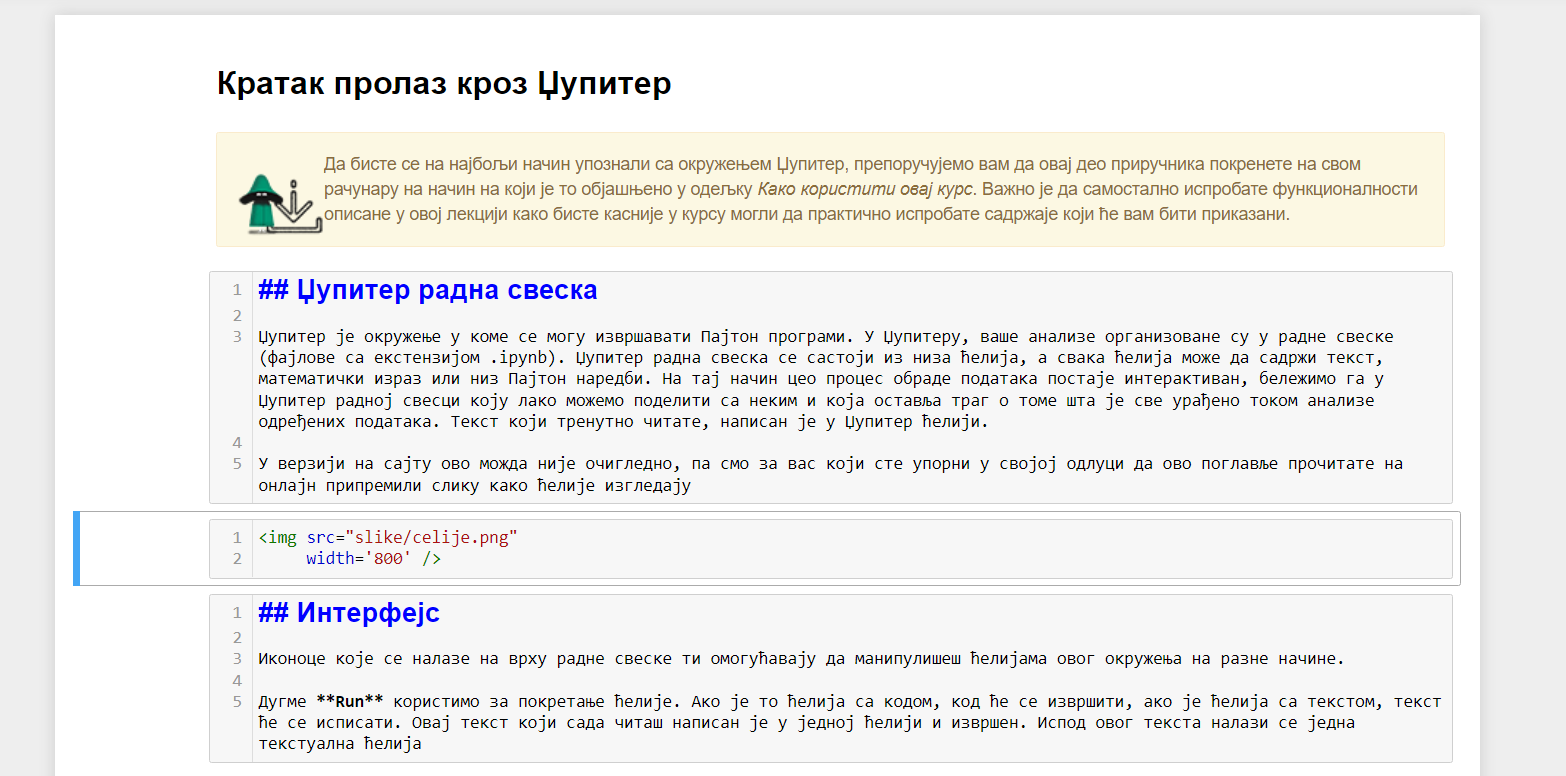 Кратак пролаз кроз Џупитер
Да бисте се на најбољи начин упознали са окружењем Џупитер, препоручујемо вам да овај део приручника покренете на свом
рачунару на начин на који је то објашњено у одељку Како користити овај курс. Важно је да самостално испробате функционалности
описане у овој лекцији како бисте касније у курсу могли да практично испробате садржаје који ће вам бити приказани.
1 ## Џупитер радна свеска
2
3 Џупитер је окружење у коме се могу извршавати Пајтон програми. У Џупитеру, ваше анализе организоване су у радне свеске
(фајлове са екстензијом .ipynb). Џупитер радна свеска се састоји из низа ћелија, а свака ћелија може да садржи текст,
математички израз или низ Пајтон наредби. На тај начин цео процес обраде података постаје интерактиван, бележимо га у
Џупитер радној свесци коју лако можемо поделити са неким и која оставља траг о томе шта је све урађено током анализе
одређених података. Текст који тренутно читате, написан је у Џупитер ћелији.
4
5 У верзији на сајту ово можда није очигледно, па смо за вас који сте упорни у својој одлуци да ово поглавље прочитате на
онлајн припремили слику како ћелије изгледају
1 <img src="slike/celije.png"
2 width='800' />
1 ## Интерфејс
2
3 Иконоце које се налазе на врху радне свеске ти омогућавају да манипулишеш ћелијама овог окружења на разне начине.
4
5 Дугме **Run** користимо за покретање ћелије. Ако је то ћелија са кодом, код ће се извршити, ако је ћелија са текстом, текст
ће се исписати. Овај текст који сада читаш написан је у једној ћелији и извршен. Испод овог текста налази се једна
текстуална ћелија